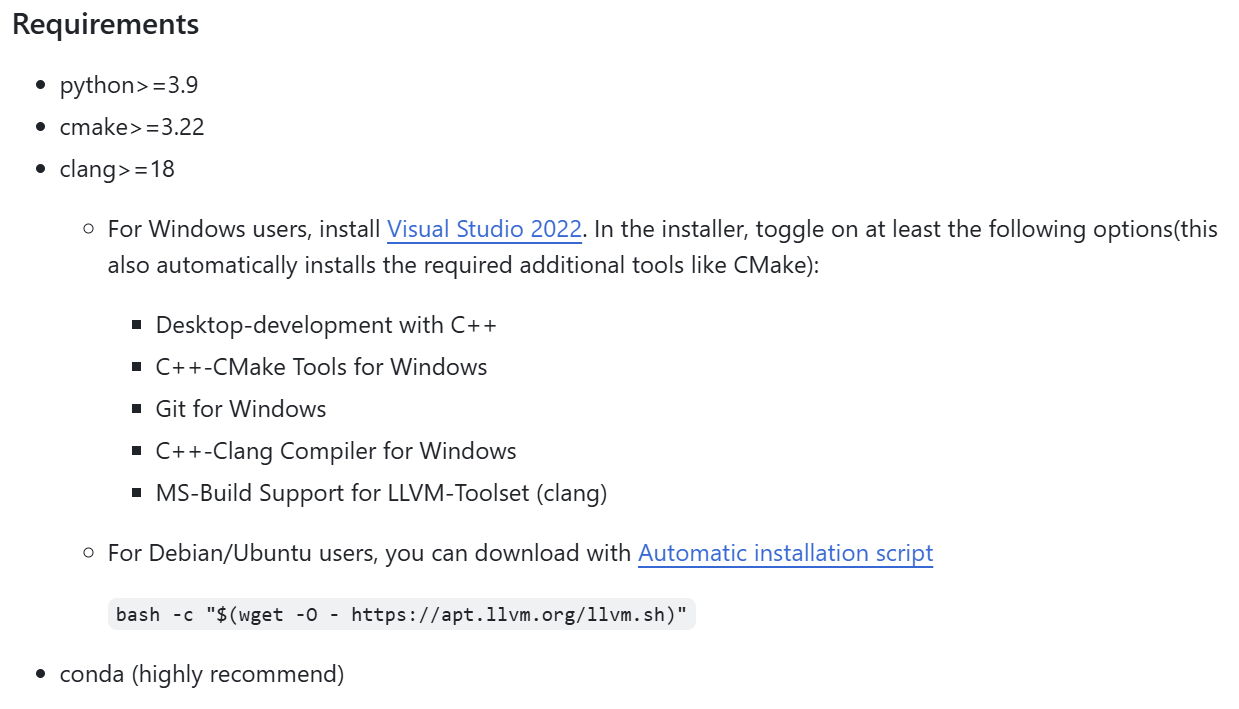 Requirements
python>=3.9
cmake>=3.22
clang>=18
For Windows users, install Visual Studio 2022. In the installer, toggle on at least the following options(this
also automatically installs the required additional tools like CMake):
Desktop-development with C++
C++-CMake Tools for Windows
Git for Windows
C++-Clang Compiler for Windows
MS-Build Support for LLVM-Toolset (clang)
For Debian/Ubuntu users, you can download with Automatic installation script
bash -c "$(wget -O - https://apt.llvm.org/llvm.sh)"
conda (highly recommend)